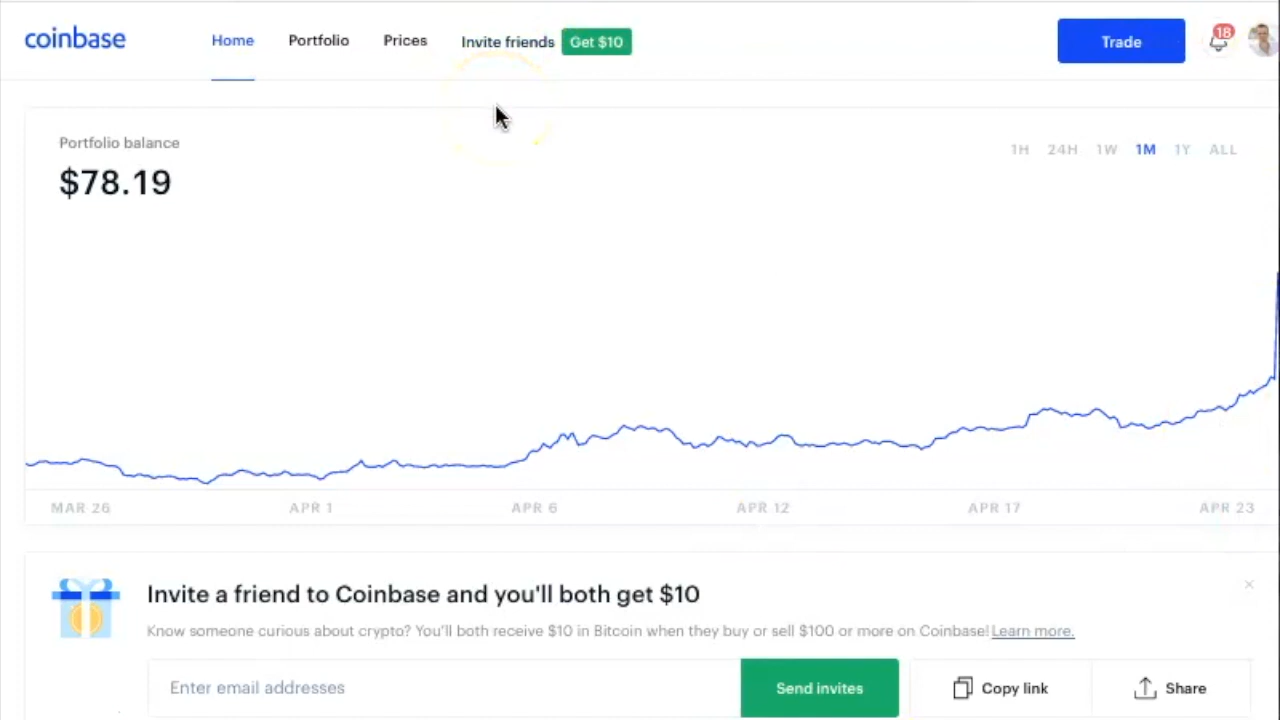 coinbase
Home Portfolio Prices Invite friends Get $10 Trade 18
Portfolio balance
1H 24H 1W 1M 1Y ALL
$78.19
MAR 26 APR 1 APR 6 APR 12 APR 17 APR 23
Invite a friend to Coinbase and you'll both get $10
Know someone curious about crypto? You'll both receive $10 in Bitcoin when they buy or sell $100 or more on Coinbase! Learn more.
Enter email addresses Send invites Copy link Share